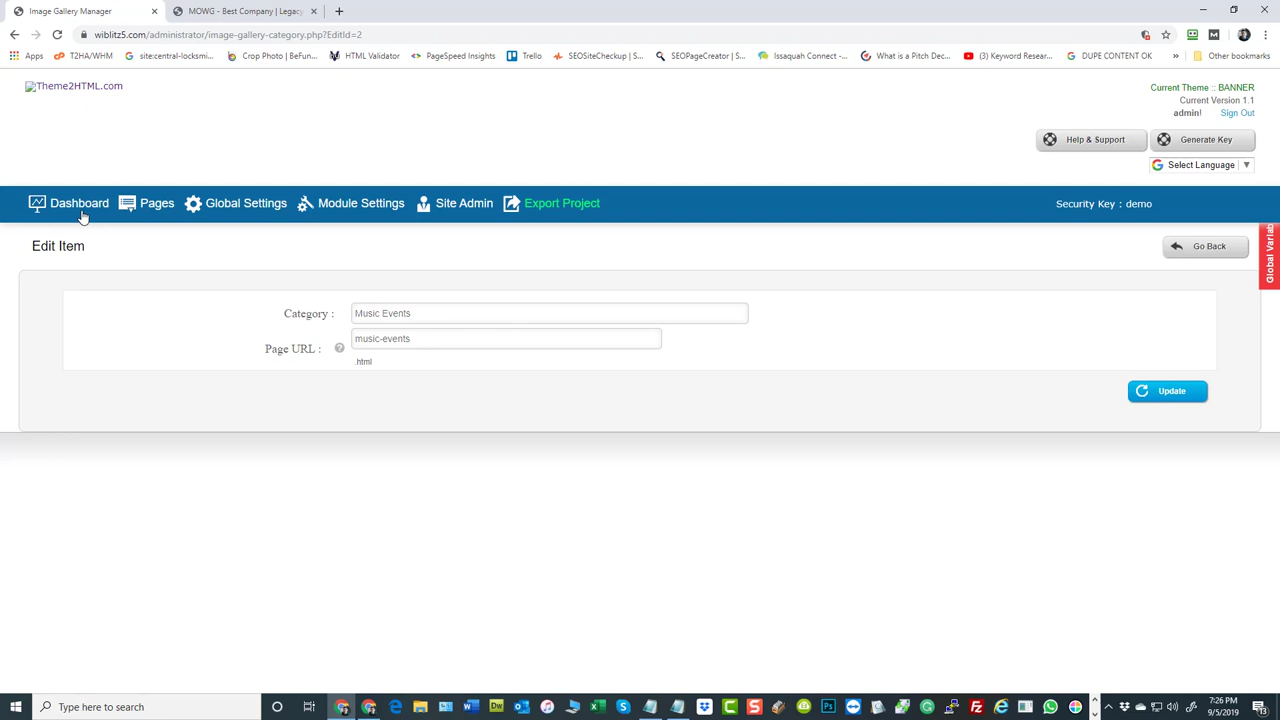 Image Gallery Manager
MOWG - Best Company | Legacy
wiblitz5.com/administrator/image-gallery-category.php?EditId=2
Apps
T2HA/WHM
site:central-locksmi...
Crop Photo | BeFun...
HTML Validator
PageSpeed Insights
Trello
SEOSiteCheckup | S...
SEOPageCreator | S...
Issaquah Connect -...
What is a Pitch Dec...
(3) Keyword Resear...
DUPE CONTENT OK
»
Other bookmarks
Theme2HTML.com
Current Theme :: BANNER
Current Version 1.1
admin! Sign Out
Help & Support
Generate Key
Select Language ▼
Dashboard
Pages
Global Settings
Module Settings
Site Admin
Export Project
Security Key : demo
Edit Item
Go Back
Global Variab
Category :
Music Events
Page URL :
music-events
.html
Update
Type here to search
7:26 PM
9/5/2019